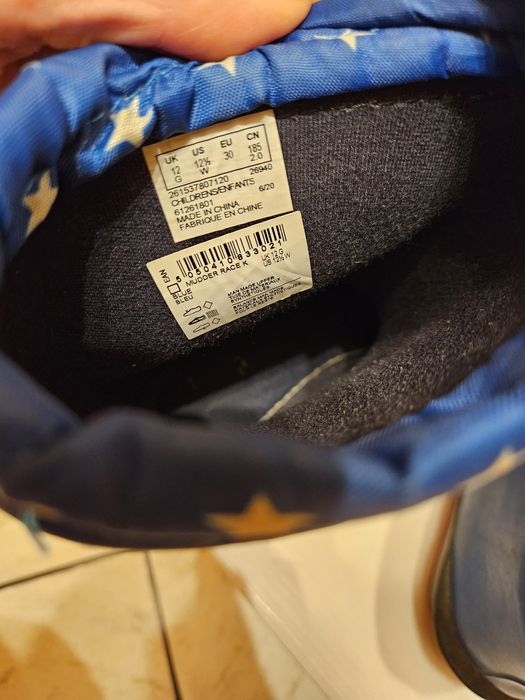 UK US EU CN
12 12½ 30 185
G W 2.0
261537807120 26940
CHILDRENS/ENFANTS
61261801 6/20
MADE IN CHINA
FABRIQUE EN CHINE
EAN
5 050410 833021
BLUE MUDDER RACE K UK 12 G
BLEU US 12½ W
MAN MADE UPPER